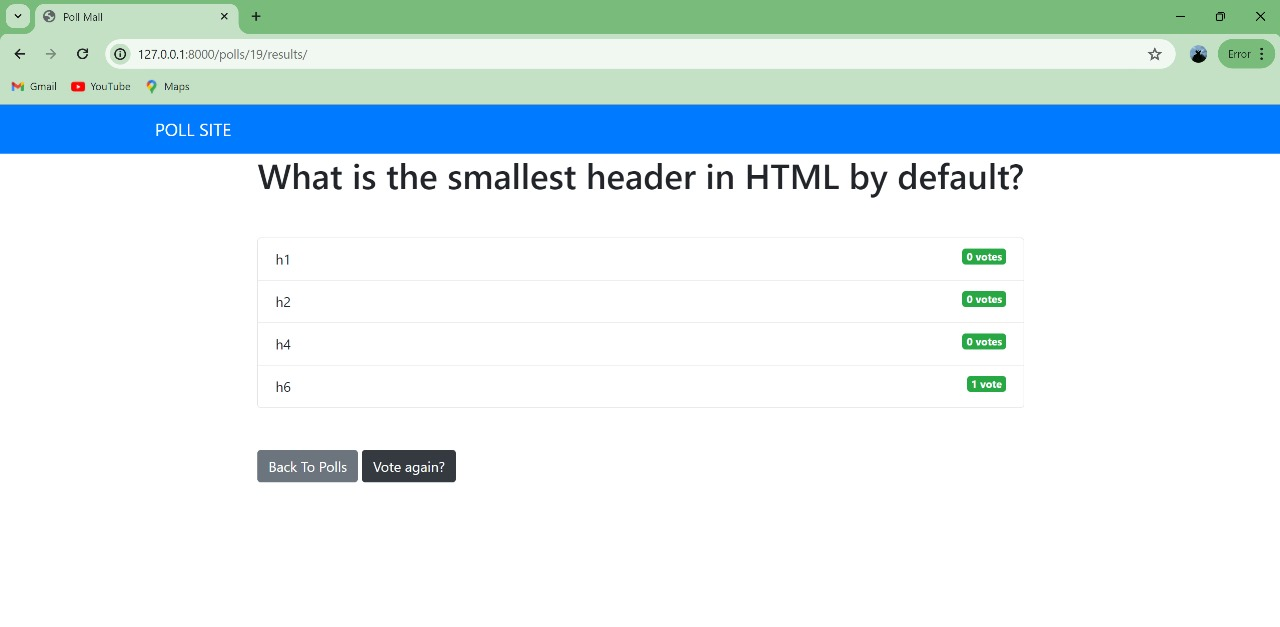 Poll Mall
127.0.0.1:8000/polls/19/results/
Error
Gmail YouTube Maps
POLL SITE
What is the smallest header in HTML by default?
h1 0 votes
h2 0 votes
h4 0 votes
h6 1 vote
Back To Polls Vote again?